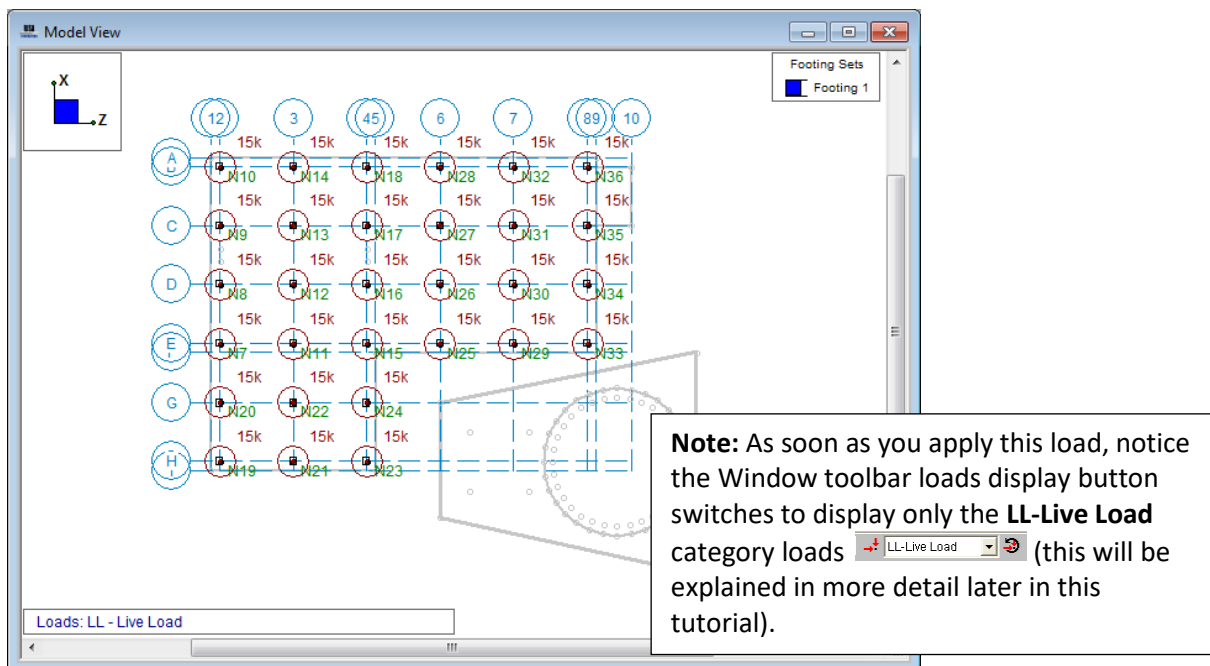 Model View
X
Z
Footing Sets
Footing 1
12 3 45 6 7 89 10
15k 15k 15k 15k 15k 15k
A
N10 N14 N18 N28 N32 N36
15k 15k 15k 15k 15k 15k
C
N9 N13 N17 N27 N31 N35
15k 15k 15k 15k 15k 15k
D
N8 N12 N16 N26 N30 N34
15k 15k 15k 15k 15k 15k
E
N7 N11 N15 N25 N29 N33
15k 15k 15k
G
N20 N22 N24
15k 15k 15k
H
N19 N21 N23
Note: As soon as you apply this load, notice
the Window toolbar loads display button
switches to display only the LL-Live Load
category loads LL-Live Load (this will be
explained in more detail later in this
tutorial).
Loads: LL - Live Load